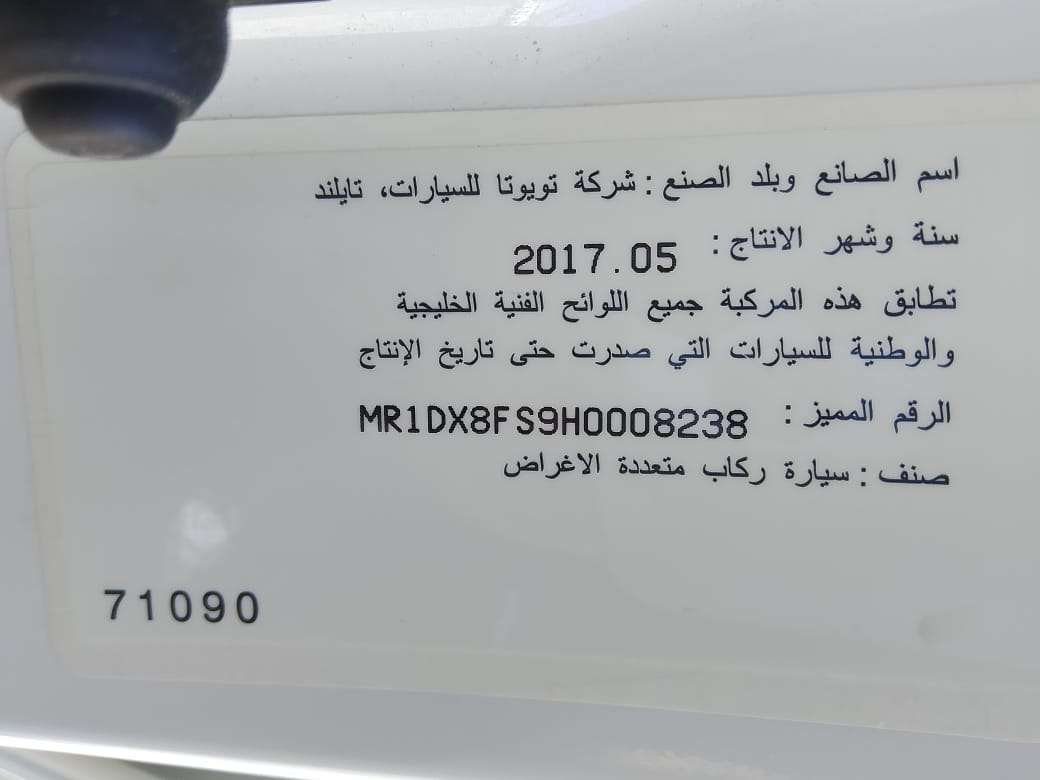 اسم الصانع وبلد الصنع : شركة تويوتا للسيارات، تايلند
سنة وشهر الانتاج : 2017.05
تطابق هذه المركبة جميع اللوائح الفنية الخليجية
والوطنية للسيارات التي صدرت حتى تاريخ الإنتاج
الرقم المميز : MR1DX8FS9H0008238
صنف : سيارة ركاب متعددة الاغراض
71090